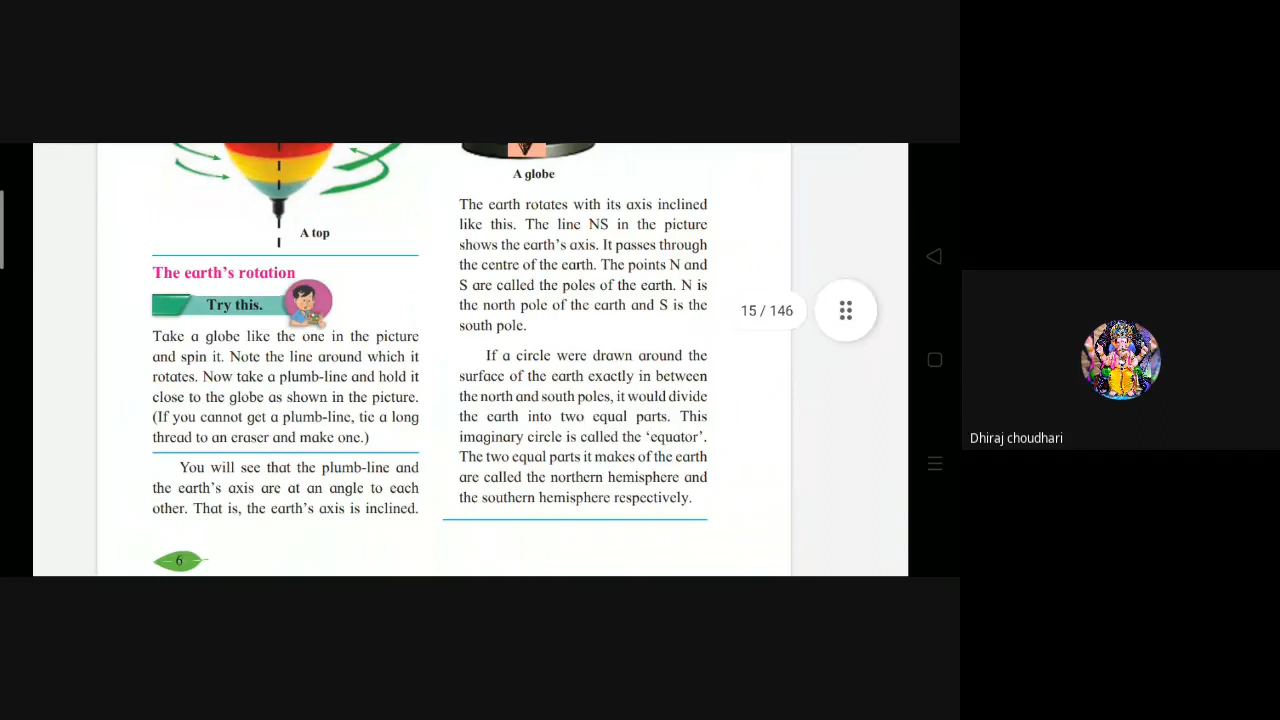 A top
The earth's rotation
Try this.
Take a globe like the one in the picture
and spin it. Note the line around which it
rotates. Now take a plumb-line and hold it
close to the globe as shown in the picture.
(If you cannot get a plumb-line, tie a long
thread to an eraser and make one.)
You will see that the plumb-line and
the earth's axis are at an angle to each
other. That is, the earth's axis is inclined.
6
A globe
The earth rotates with its axis inclined
like this. The line NS in the picture
shows the earth's axis. It passes through
the centre of the earth. The points N and
S are called the poles of the earth. N is
the north pole of the earth and S is the
south pole.
If a circle were drawn around the
surface of the earth exactly in between
the north and south poles, it would divide
the earth into two equal parts. This
imaginary circle is called the ‘equator’.
The two equal parts it makes of the earth
are called the northern hemisphere and
the southern hemisphere respectively.
15 / 146
Dhiraj choudhari